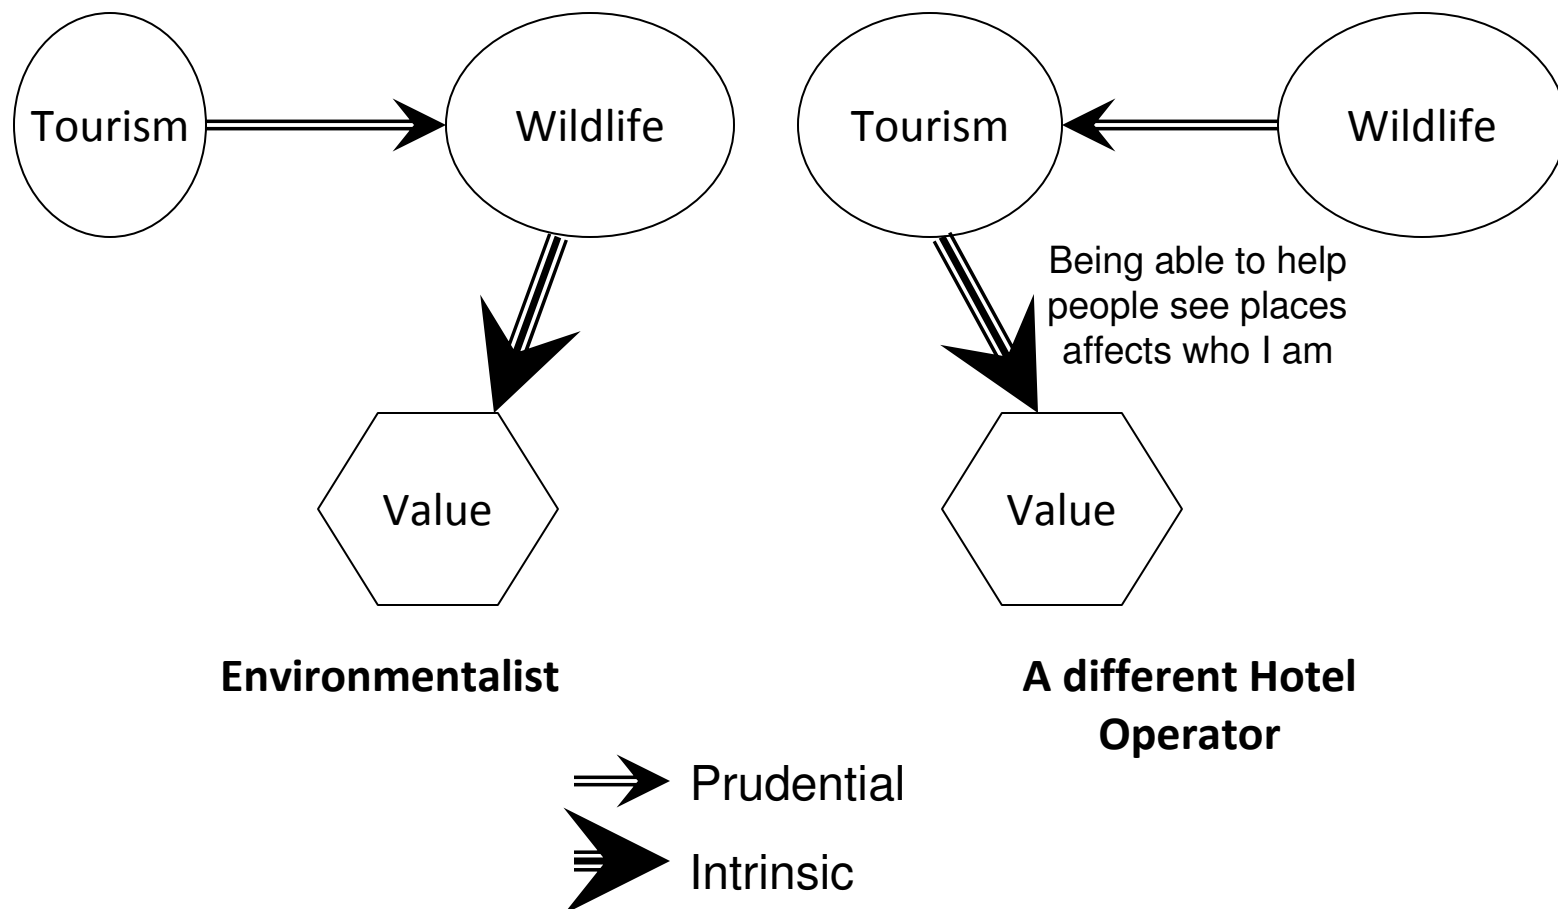 Tourism
Wildlife
Tourism
Wildlife
Being able to help
people see places
affects who I am
Value
Value
Environmentalist
A different Hotel
Operator
Prudential
Intrinsic